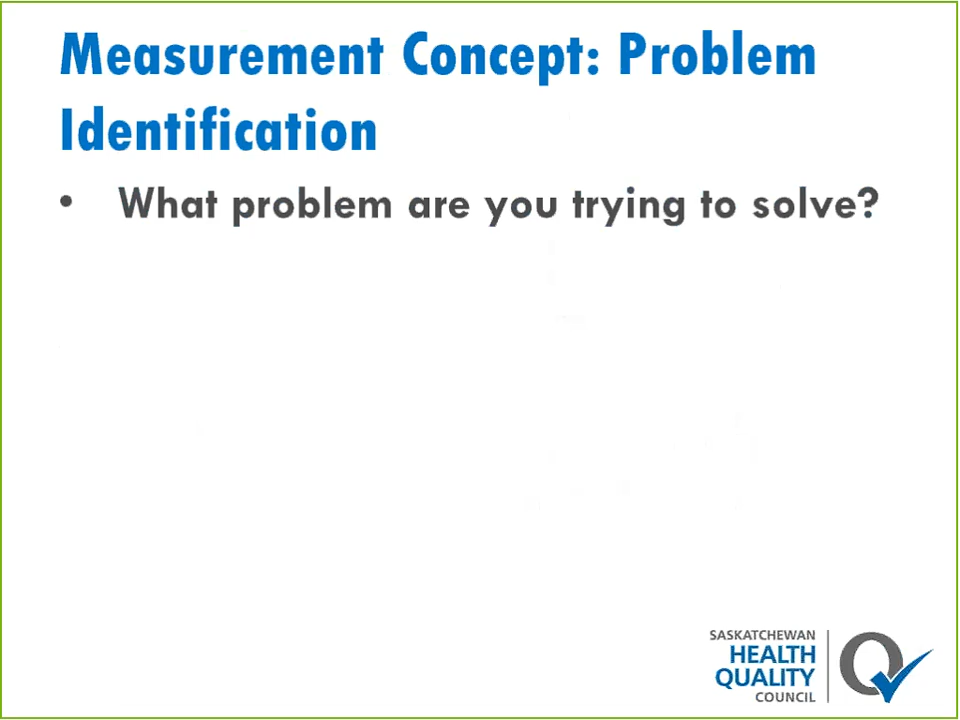 Measurement Concept: Problem
Identification
• What problem are you trying to solve?
SASKATCHEWAN
HEALTH
QUALITY
COUNCIL